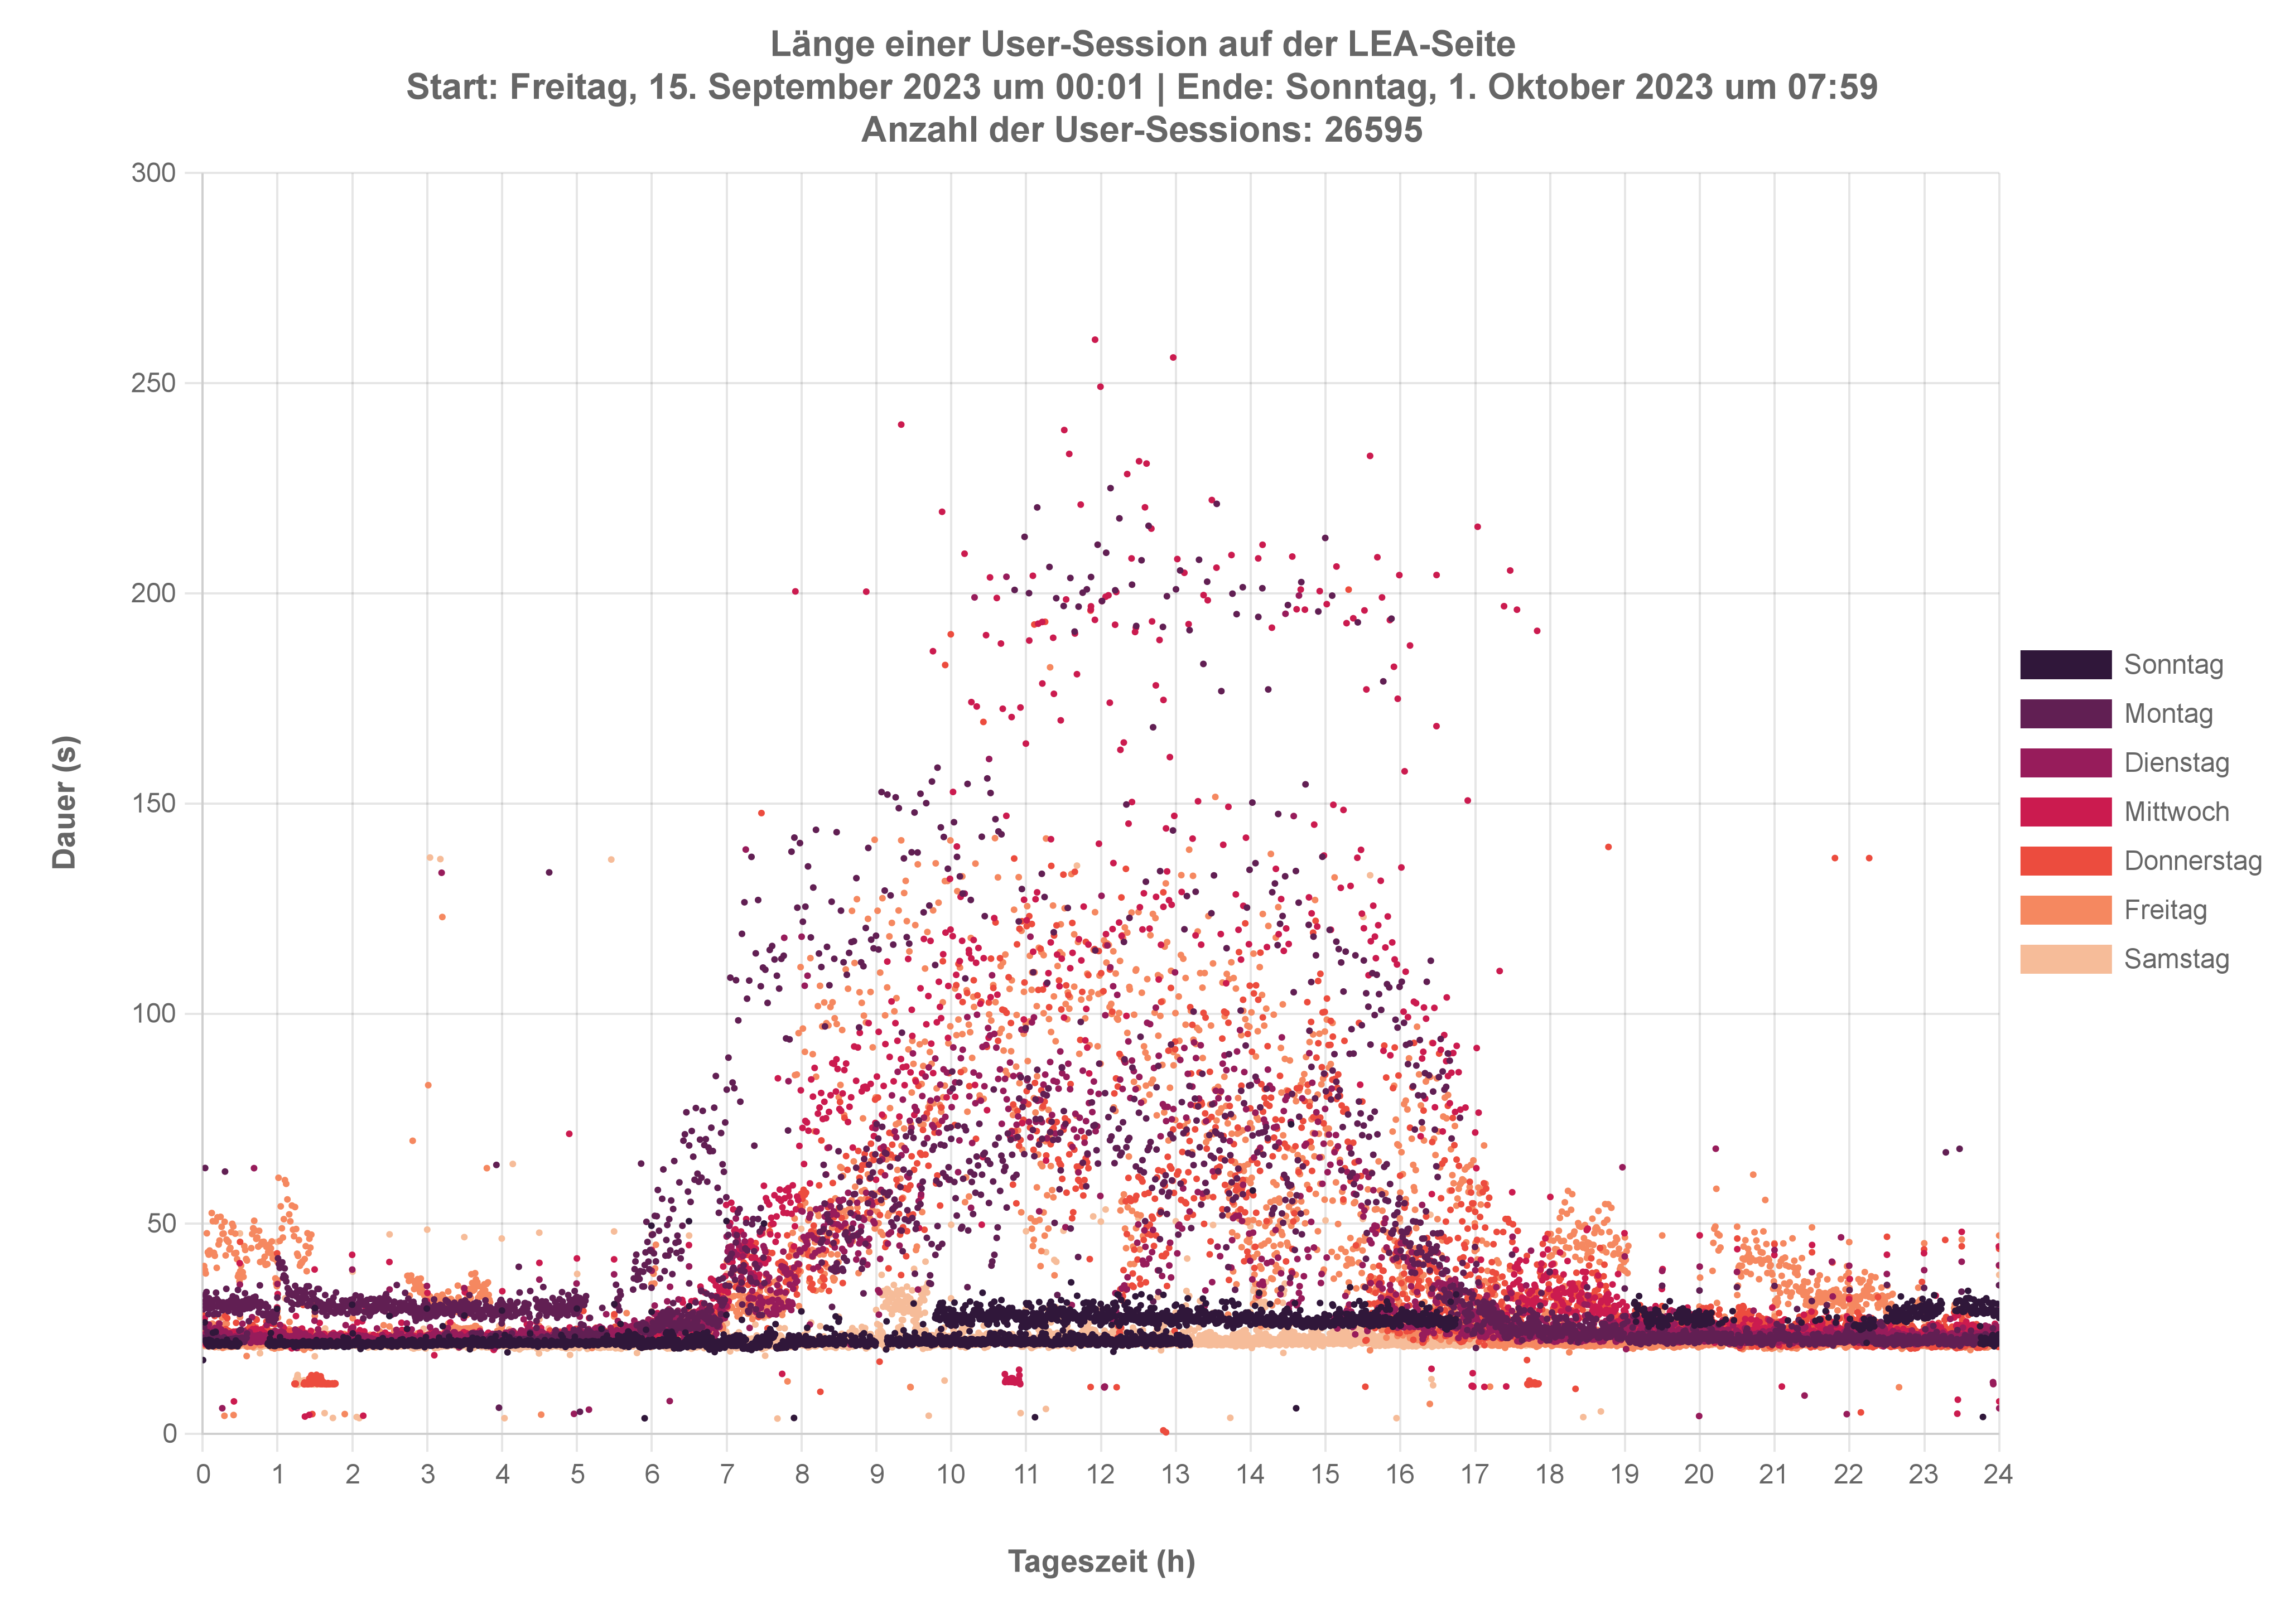 Länge einer User-Session auf der LEA-Seite
Start: Freitag, 15. September 2023 um 00:01 | Ende: Sonntag, 1. Oktober 2023 um 07:59
Anzahl der User-Sessions: 26595
300
250
200
150
100
50
0
Dauer (s)
0 1 2 3 4 5 6 7 8 9 10 11 12 13 14 15 16 17 18 19 20 21 22 23 24
Tageszeit (h)
Sonntag
Montag
Dienstag
Mittwoch
Donnerstag
Freitag
Samstag